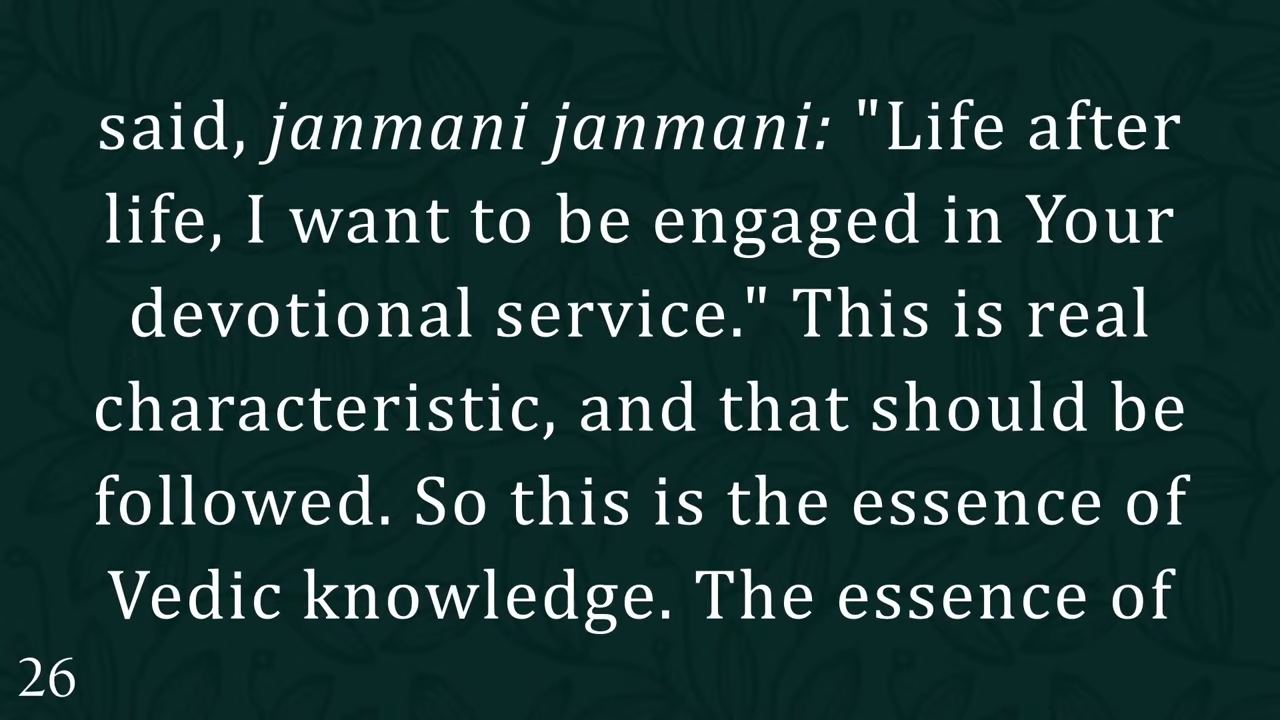 said, janmani janmani: "Life after
life, I want to be engaged in Your
devotional service." This is real
characteristic, and that should be
followed. So this is the essence of
Vedic knowledge. The essence of
26